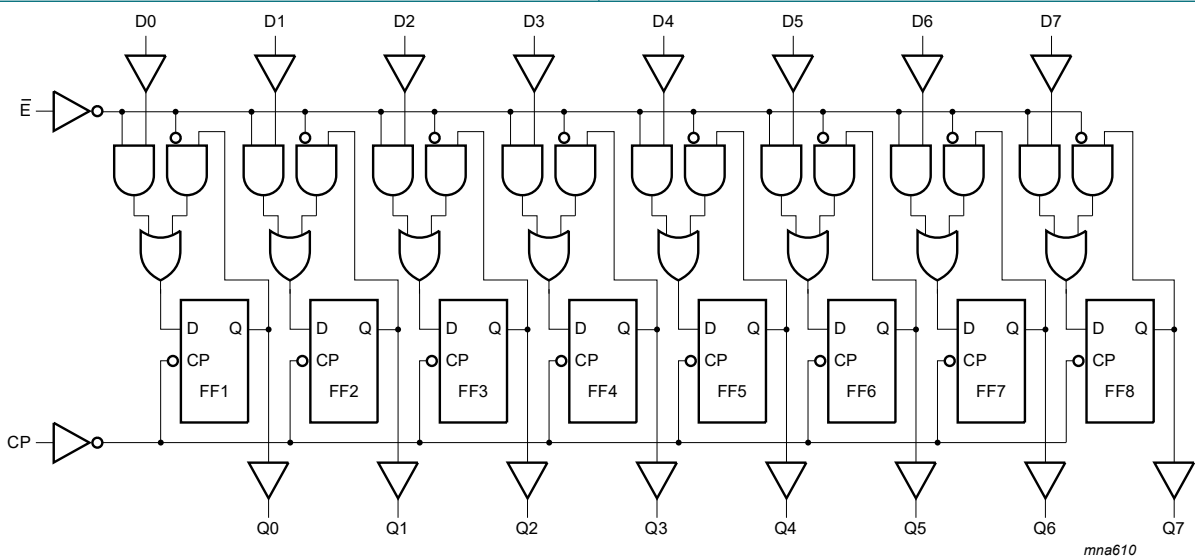 D0 D1 D2 D3 D4 D5 D6 D7
E̅
D Q D Q D Q D Q D Q D Q D Q D Q
CP CP CP CP CP CP CP CP
FF1 FF2 FF3 FF4 FF5 FF6 FF7 FF8
CP
Q0 Q1 Q2 Q3 Q4 Q5 Q6 Q7
mna610